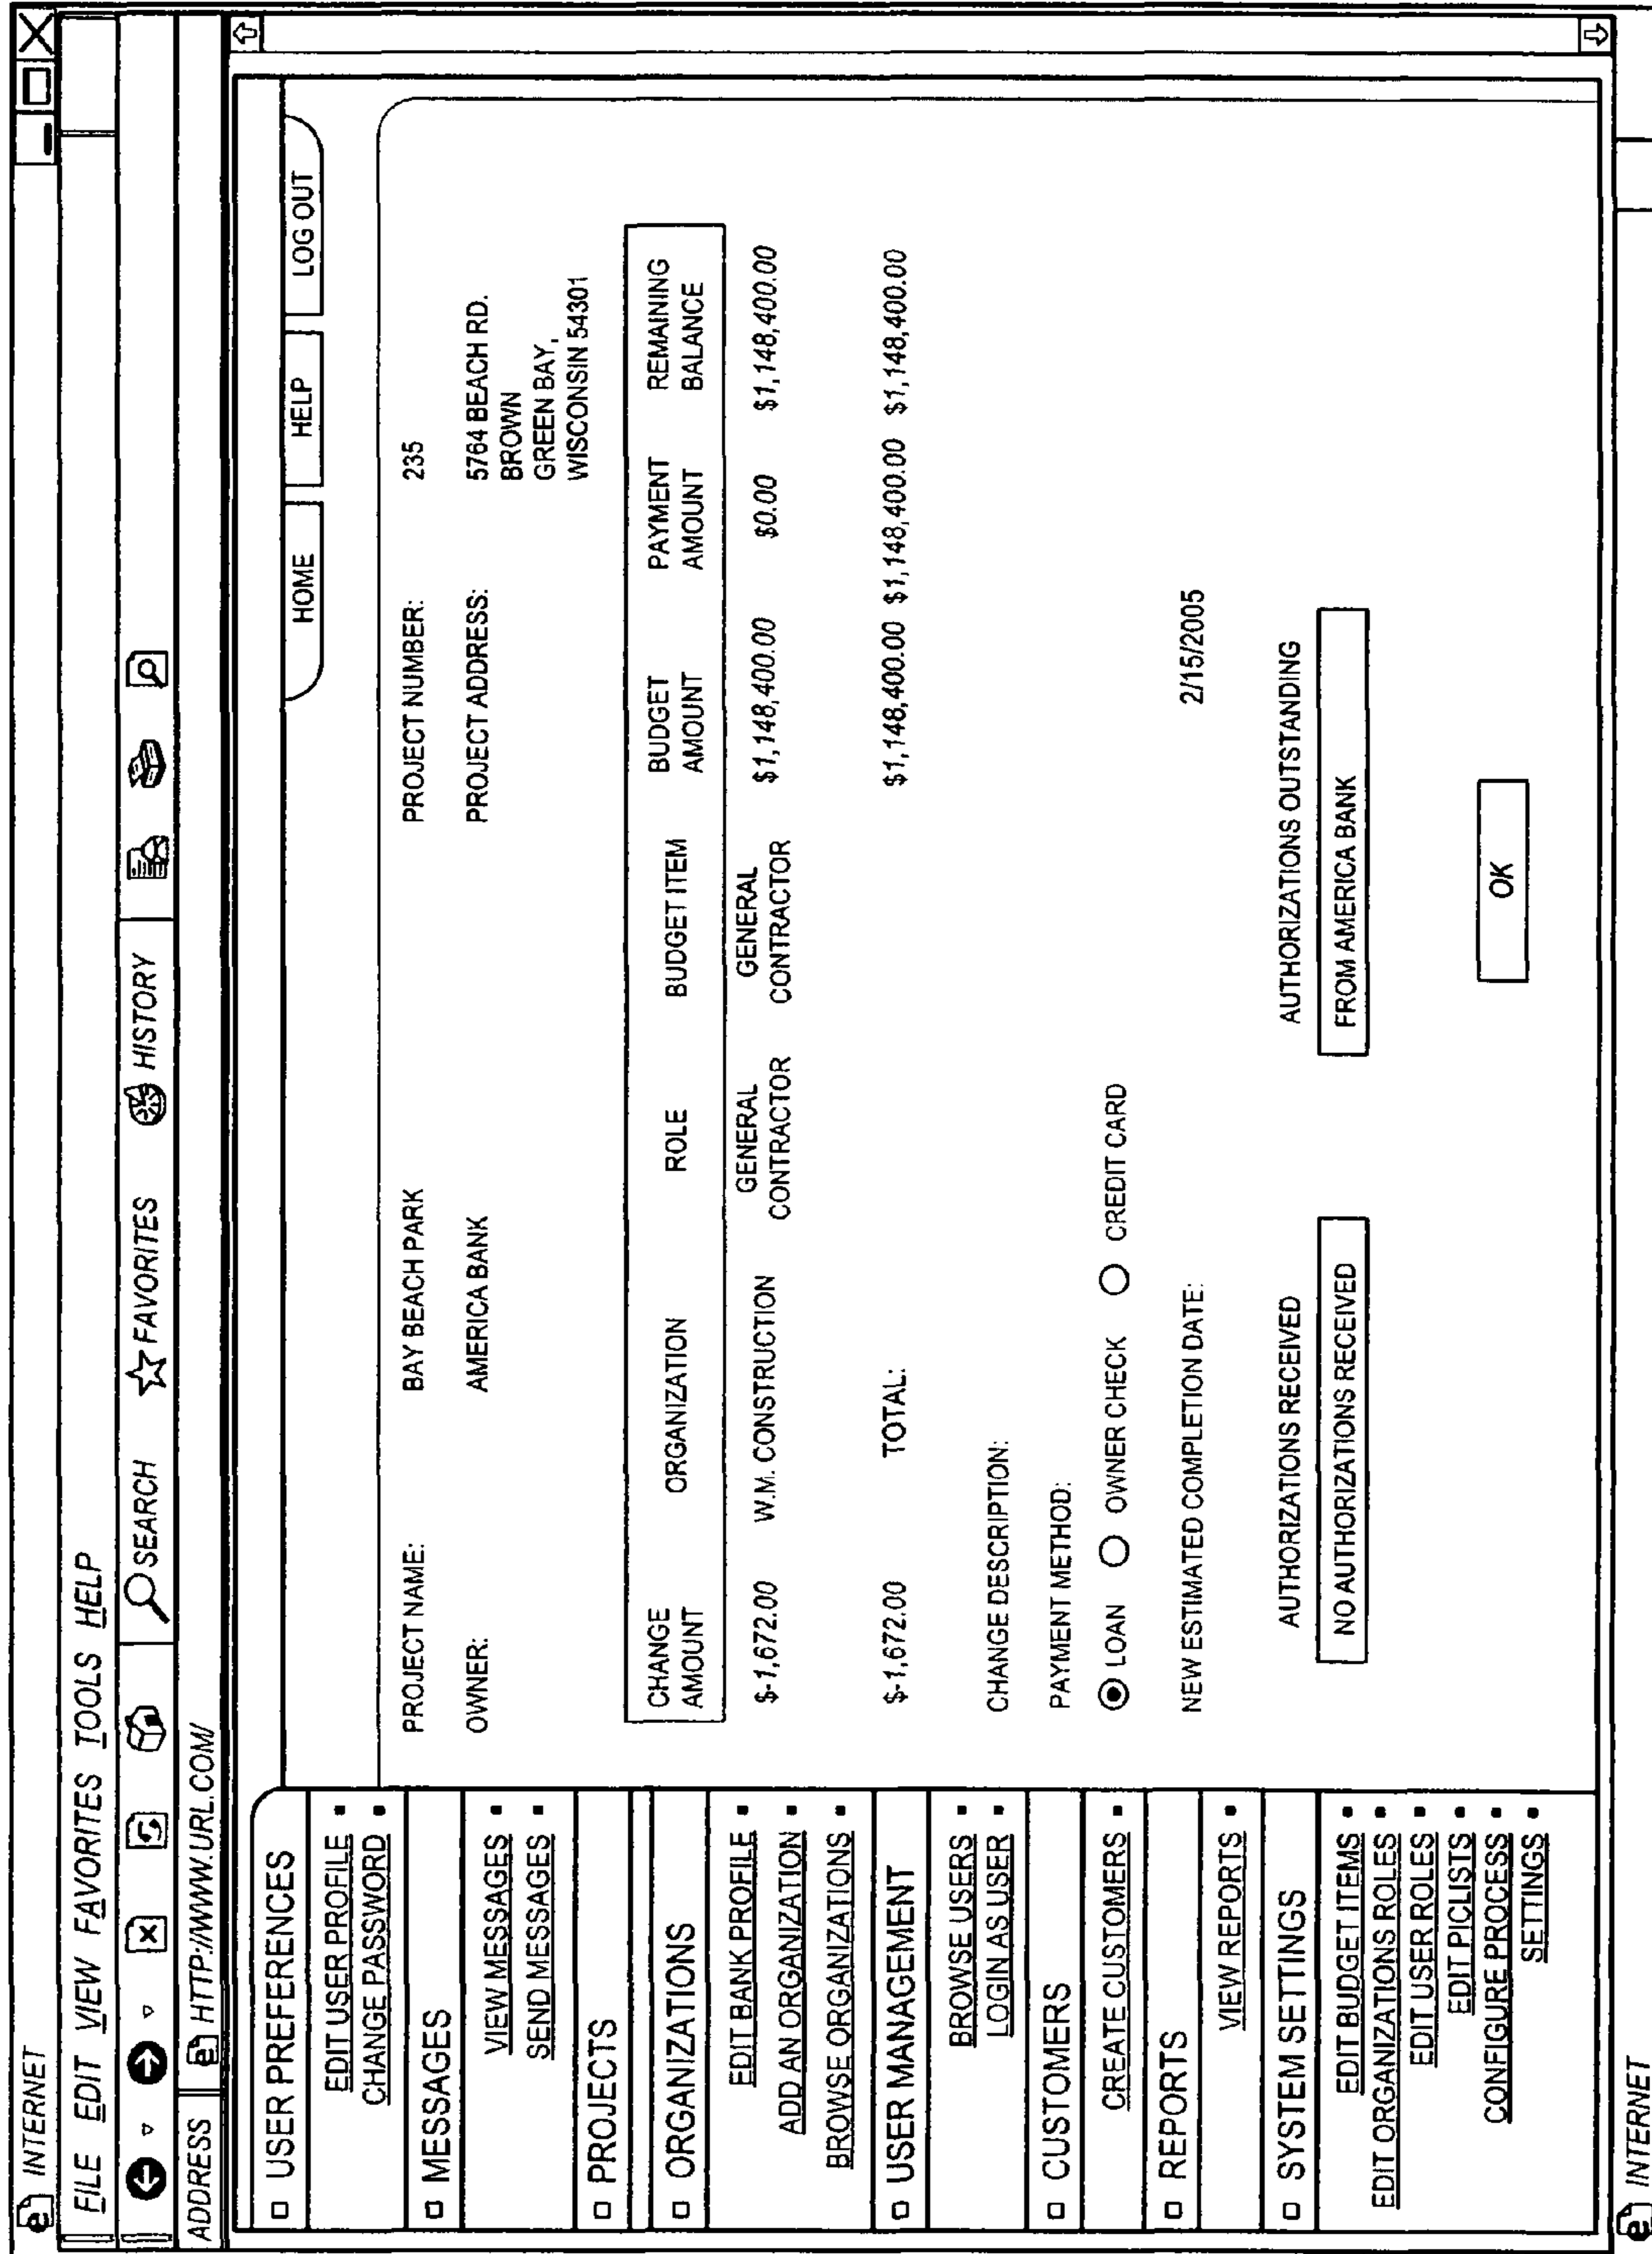 INTERNET
FILE EDIT VIEW FAVORITES TOOLS HELP
SEARCH FAVORITES HISTORY
ADDRESS HTTP://WWW.URL.COM/
HOME HELP LOG OUT
USER PREFERENCES
EDIT USER PROFILE
CHANGE PASSWORD
MESSAGES
VIEW MESSAGES
SEND MESSAGES
PROJECTS
ORGANIZATIONS
EDIT BANK PROFILE
ADD AN ORGANIZATION
BROWSE ORGANIZATIONS
USER MANAGEMENT
BROWSE USERS
LOGIN AS USER
CUSTOMERS
CREATE CUSTOMERS
REPORTS
VIEW REPORTS
SYSTEM SETTINGS
EDIT BUDGET ITEMS
EDIT ORGANIZATIONS ROLES
EDIT USER ROLES
EDIT PICLISTS
CONFIGURE PROCESS
SETTINGS
PROJECT NAME: BAY BEACH PARK PROJECT NUMBER: 235
OWNER: AMERICA BANK PROJECT ADDRESS: 5764 BEACH RD.
BROWN
GREEN BAY,
WISCONSIN 54301
CHANGE BUDGET PAYMENT REMAINING
AMOUNT ORGANIZATION ROLE BUDGET ITEM AMOUNT AMOUNT BALANCE
GENERAL GENERAL
$-1,672.00 W.M. CONSTRUCTION CONTRACTOR CONTRACTOR $1,148,400.00 $0.00 $1,148,400.00
$-1,672.00 TOTAL: $1,148,400.00 $1,148,400.00 $1,148,400.00
CHANGE DESCRIPTION:
PAYMENT METHOD:
LOAN OWNER CHECK CREDIT CARD
NEW ESTIMATED COMPLETION DATE: 2/15/2005
AUTHORIZATIONS RECEIVED AUTHORIZATIONS OUTSTANDING
NO AUTHORIZATIONS RECEIVED FROM AMERICA BANK
OK
INTERNET